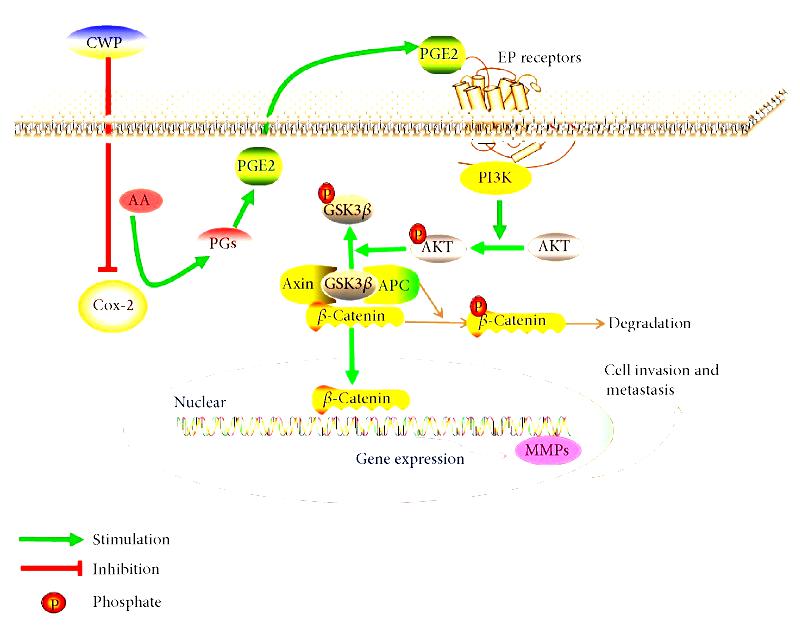 CWP
PGE2
EP receptors
PGE2
PI3K
AA
P
GSK3β
PGs
P
AKT
AKT
Axin
GSK3β
APC
Cox-2
β-Catenin
P
β-Catenin
Degradation
Cell invasion and
metastasis
Nuclear
β-Catenin
MMPs
Gene expression
Stimulation
Inhibition
P
Phosphate